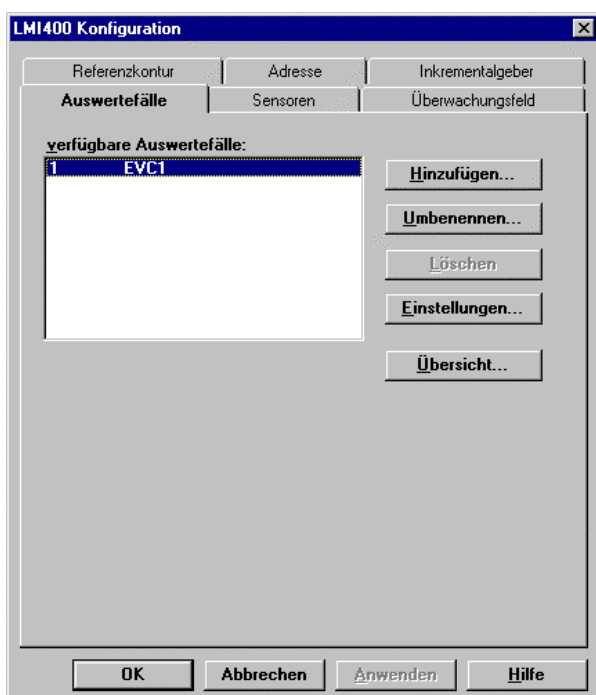 LMI400 Konfiguration
Referenzkontur Adresse Inkrementalgeber
Auswertefälle Sensoren Überwachungsfeld
verfügbare Auswertefälle:
1 EVC1
Hinzufügen...
Umbenennen...
Löschen
Einstellungen...
Übersicht...
OK Abbrechen Anwenden Hilfe